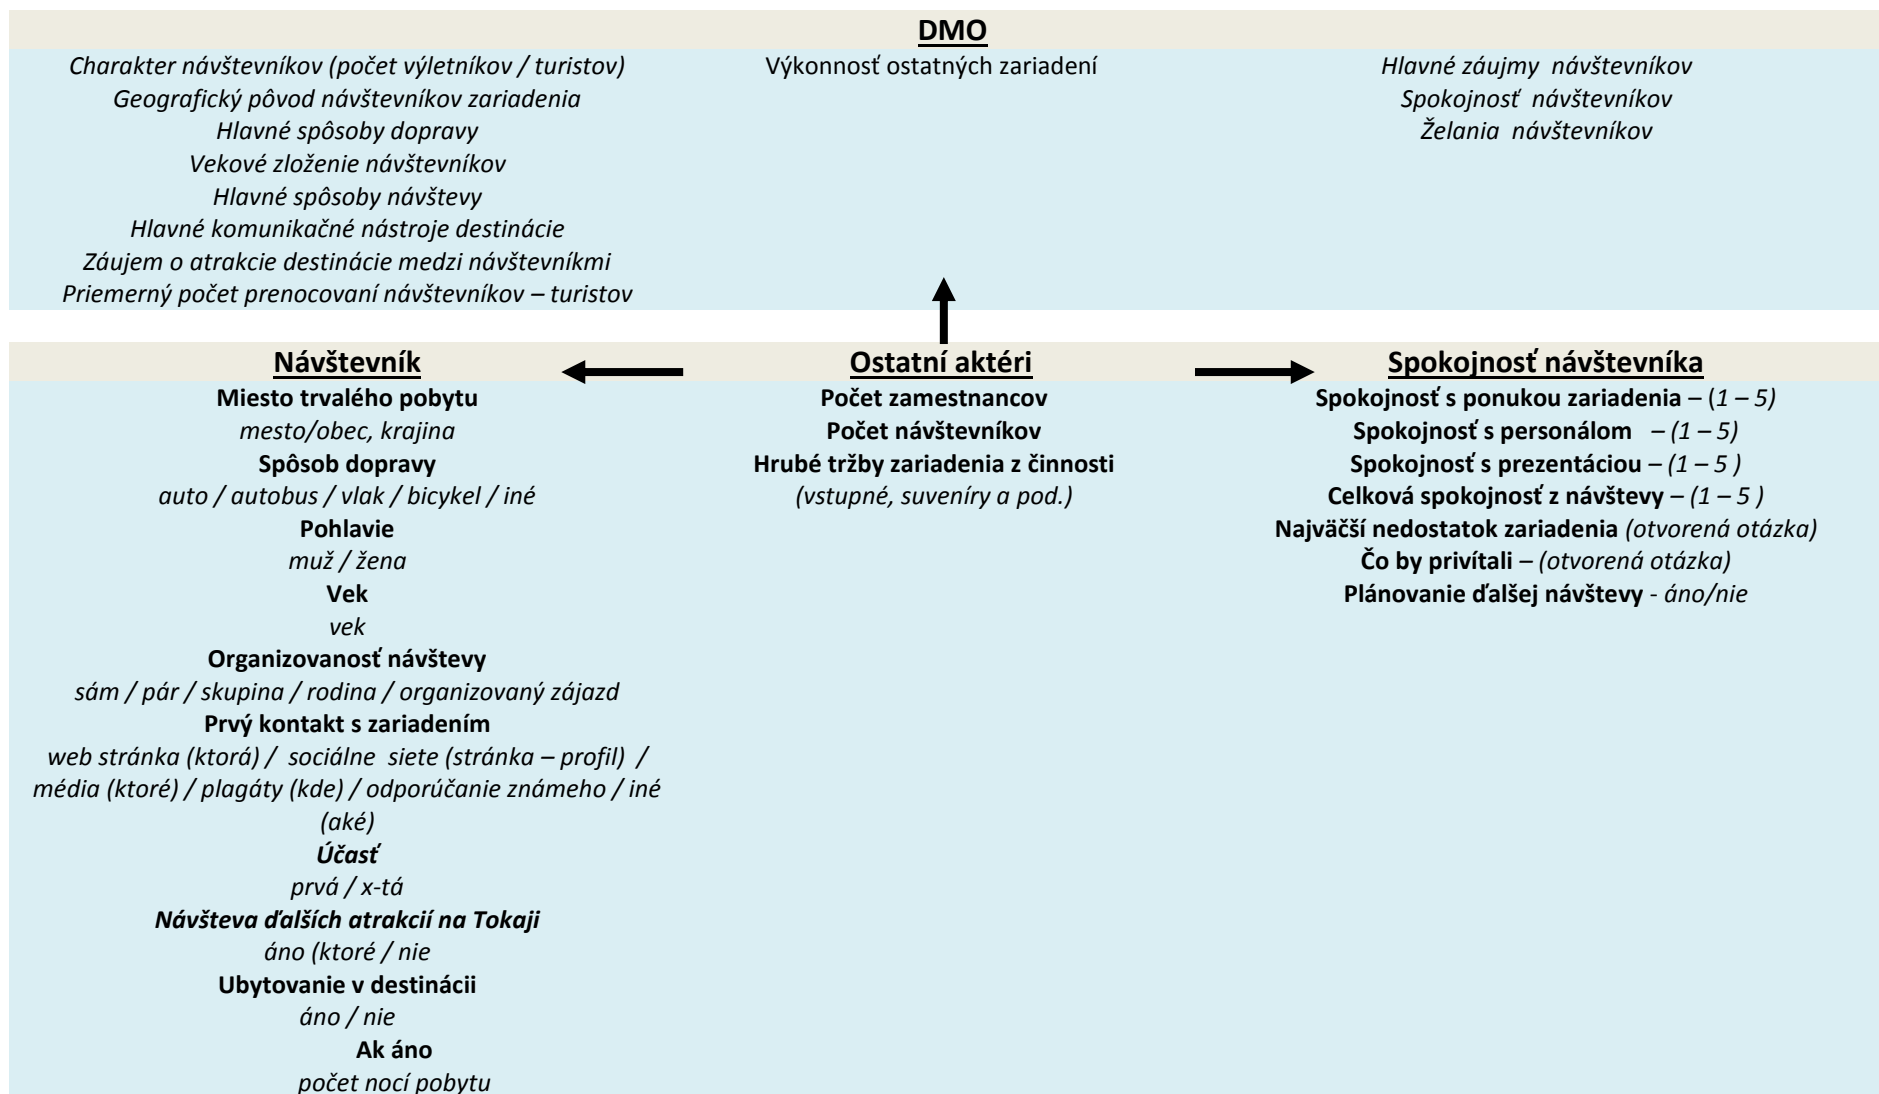 DMO
Charakter návštevníkov (počet výletníkov / turistov)
Geografický pôvod návštevníkov zariadenia
Hlavné spôsoby dopravy
Vekové zloženie návštevníkov
Hlavné spôsoby návštevy
Hlavné komunikačné nástroje destinácie
Záujem o atrakcie destinácie medzi návštevníkmi
Priemerný počet prenocovaní návštevníkov – turistov
Výkonnosť ostatných zariadení
Hlavné záujmy návštevníkov
Spokojnosť návštevníkov
Želania návštevníkov
Návštevník
Miesto trvalého pobytu
mesto/obec, krajina
Spôsob dopravy
auto / autobus / vlak / bicykel / iné
Pohlavie
muž / žena
Vek
vek
Organizovanosť návštevy
sám / pár / skupina / rodina / organizovaný zájazd
Prvý kontakt s zariadením
web stránka (ktorá) / sociálne siete (stránka – profil) /
média (ktoré) / plagáty (kde) / odporúčanie známeho / iné
(aké)
Účasť
prvá / x-tá
Návšteva ďalších atrakcií na Tokaji
áno (ktoré / nie
Ubytovanie v destinácii
áno / nie
Ak áno
počet nocí pobytu
Ostatní aktéri
Počet zamestnancov
Počet návštevníkov
Hrubé tržby zariadenia z činnosti
(vstupné, suveníry a pod.)
Spokojnosť návštevníka
Spokojnosť s ponukou zariadenia – (1 – 5)
Spokojnosť s personálom – (1 – 5)
Spokojnosť s prezentáciou – (1 – 5 )
Celková spokojnosť z návštevy – (1 – 5 )
Najväčší nedostatok zariadenia (otvorená otázka)
Čo by privítali – (otvorená otázka)
Plánovanie ďalšej návštevy - áno/nie